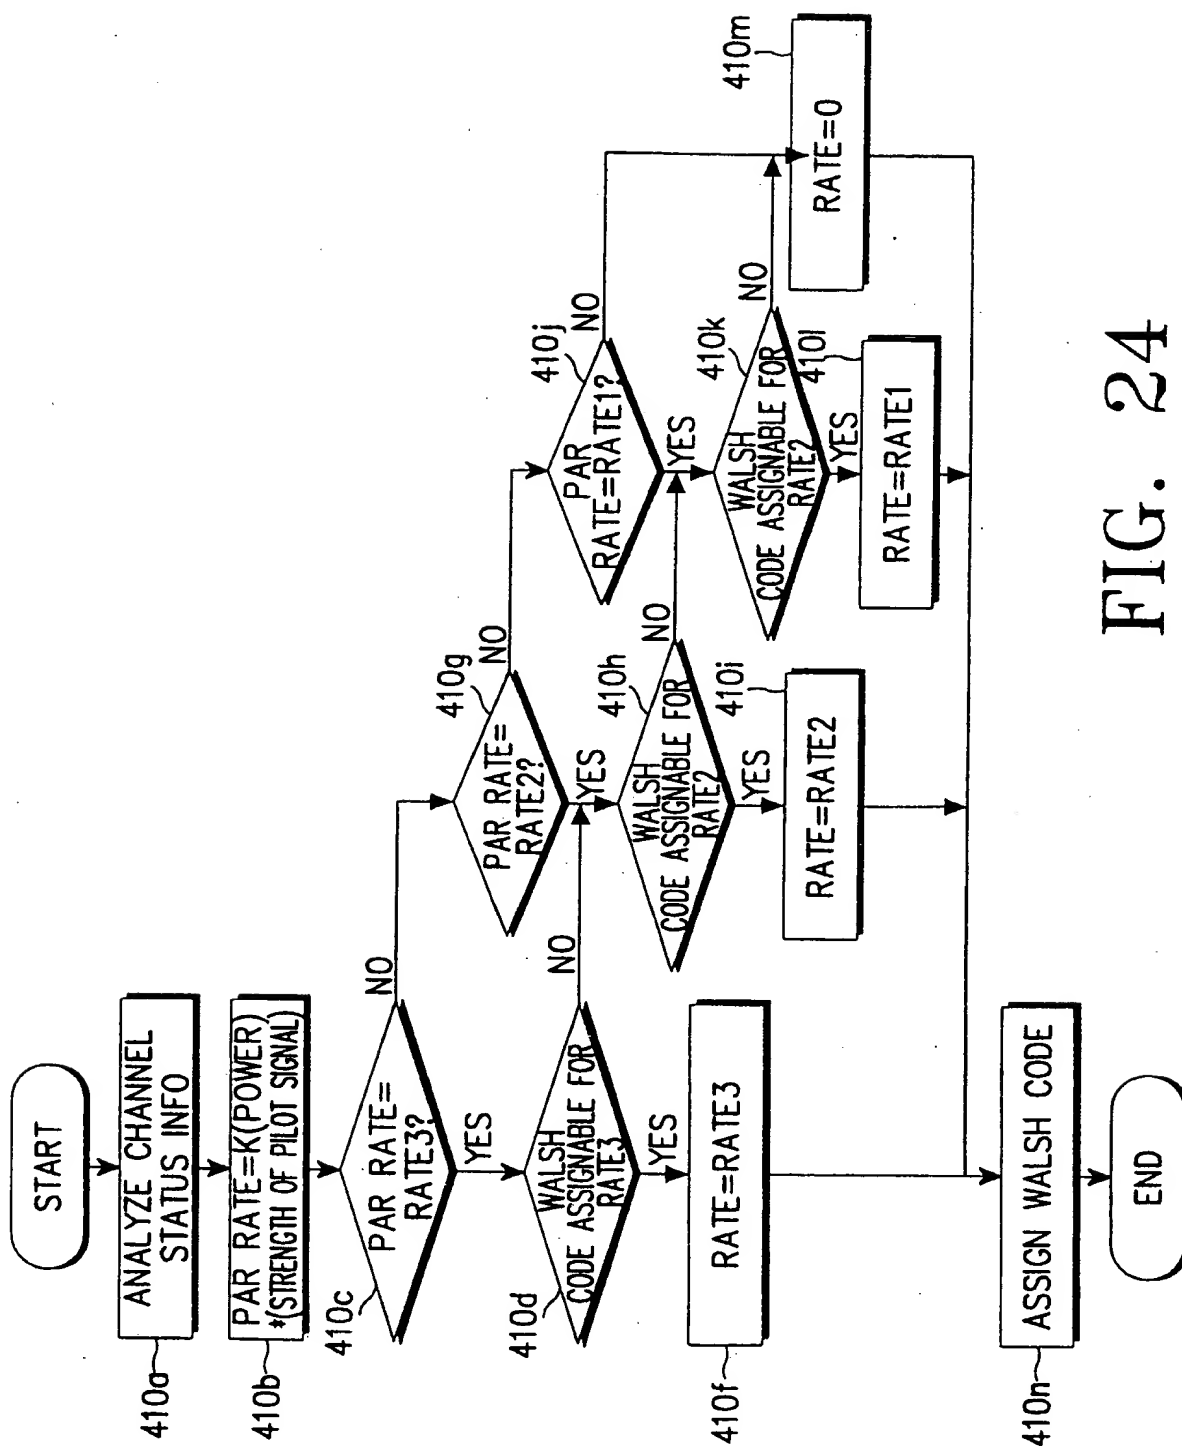 START
ANALYZE CHANNEL
STATUS INFO
410a
PAR RATE=K(POWER)
*(STRENGTH OF PILOT SIGNAL)
410b
PAR RATE=
RATE3?
410c
NO
YES
WALSH
CODE ASSIGNABLE FOR
RATE3
410d
NO
YES
RATE=RATE3
410f
PAR RATE=
RATE2?
410g
NO
YES
WALSH
CODE ASSIGNABLE FOR
RATE2
410h
NO
YES
RATE=RATE2
410i
PAR
RATE=RATE1?
410j
NO
YES
WALSH
CODE ASSIGNABLE FOR
RATE2
410k
NO
YES
RATE=RATE1
410l
RATE=0
410m
ASSIGN WALSH CODE
410n
END
FIG. 24